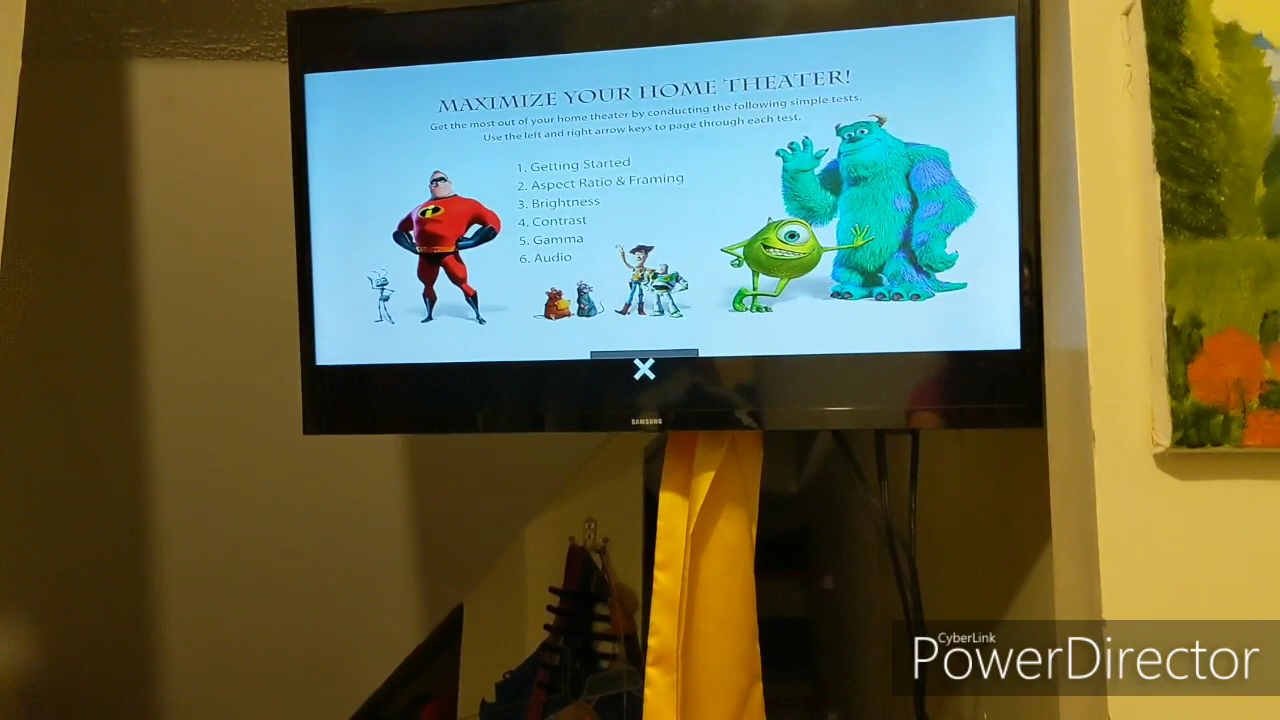 MAXIMIZE YOUR HOME THEATER!
Get the most out of your home theater by conducting the following simple tests.
Use the left and right arrow keys to page through each test.
1. Getting Started
2. Aspect Ratio & Framing
3. Brightness
4. Contrast
5. Gamma
6. Audio
SAMSUNG
CyberLink
PowerDirector